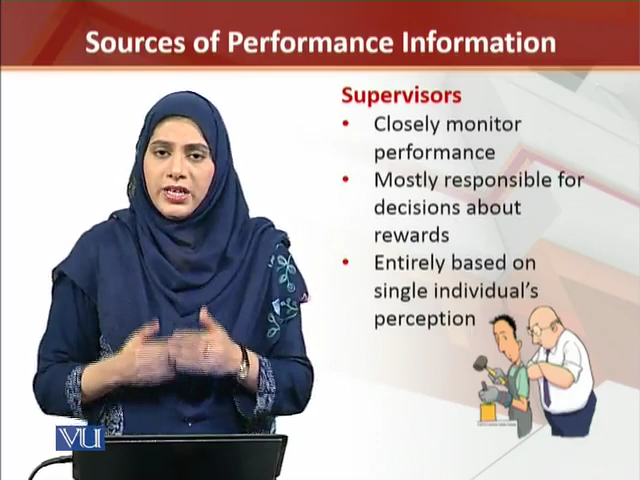 Sources of Performance Information
Supervisors
• Closely monitor
performance
• Mostly responsible for
decisions about
rewards
• Entirely based on
single individual's
perception
VU